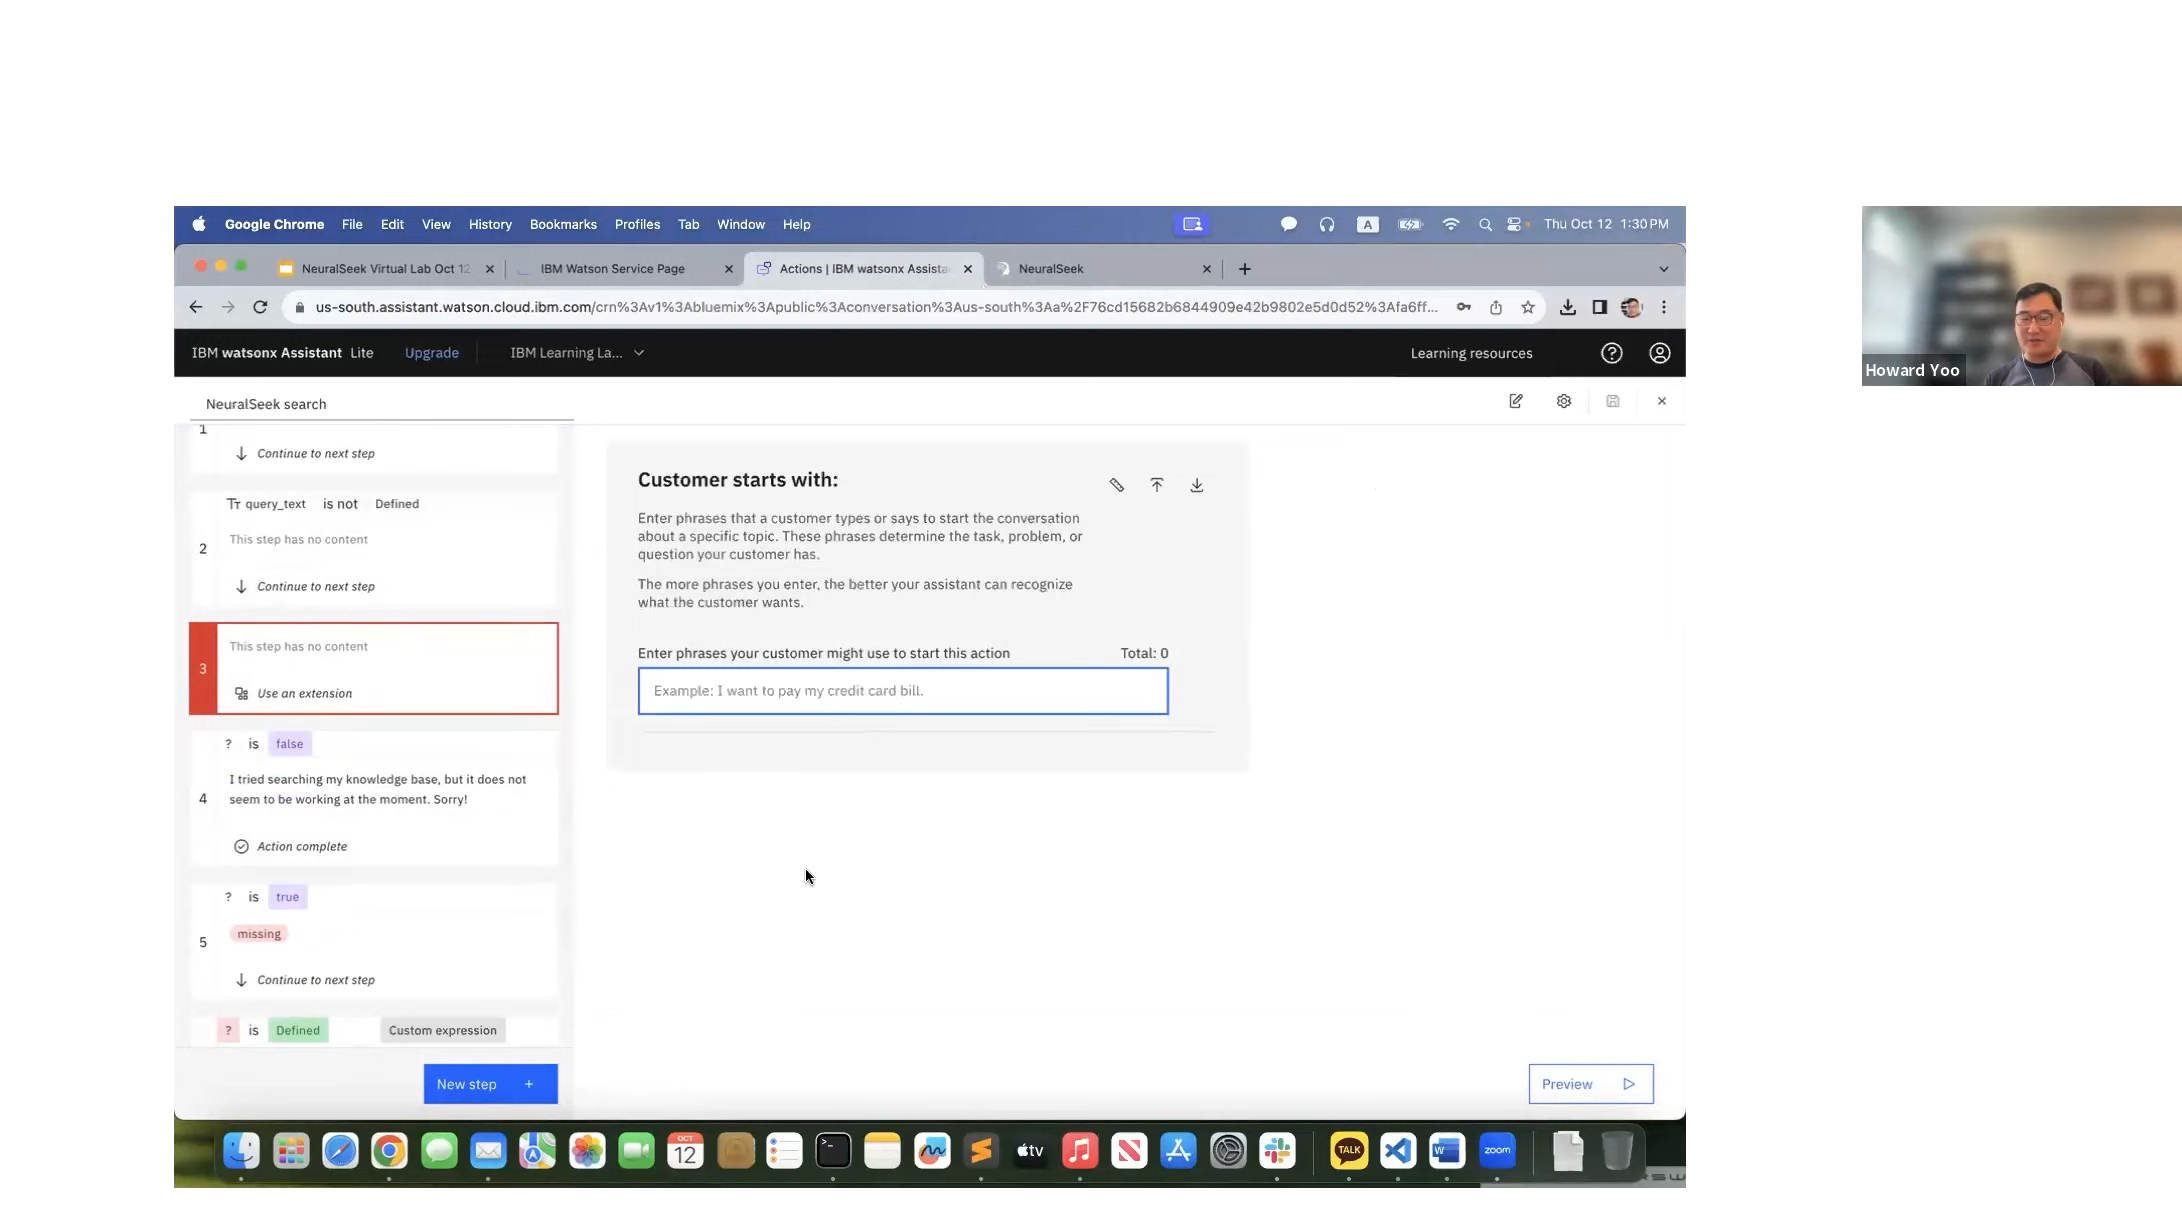 Google Chrome File Edit View History Bookmarks Profiles Tab Window Help A Thu Oct 12 1:30 PM
NeuralSeek Virtual Lab Oct 12 IBM Watson Service Page Actions | IBM watsonx Assista NeuralSeek
us-south.assistant.watson.cloud.ibm.com/crn%3Av1%3Abluemix%3Apublic%3Aconversation%3Aus-south%3Aa%2F76cd15682b6844909e42b9802e5d0d52%3Afa6ff...
IBM watsonx Assistant Lite Upgrade IBM Learning La... Learning resources
Howard Yoo
NeuralSeek search
1
Continue to next step
Tт query_text is not Defined
This step has no content
2
Continue to next step
This step has no content
3
Use an extension
? is false
I tried searching my knowledge base, but it does not
seem to be working at the moment. Sorry!
4
Action complete
? is true
missing
5
Continue to next step
? is Defined Custom expression
New step +
Customer starts with:
Enter phrases that a customer types or says to start the conversation
about a specific topic. These phrases determine the task, problem, or
question your customer has.
The more phrases you enter, the better your assistant can recognize
what the customer wants.
Enter phrases your customer might use to start this action Total: 0
Example: I want to pay my credit card bill.
Preview
OCT
12
tv
TALK
W
zoom